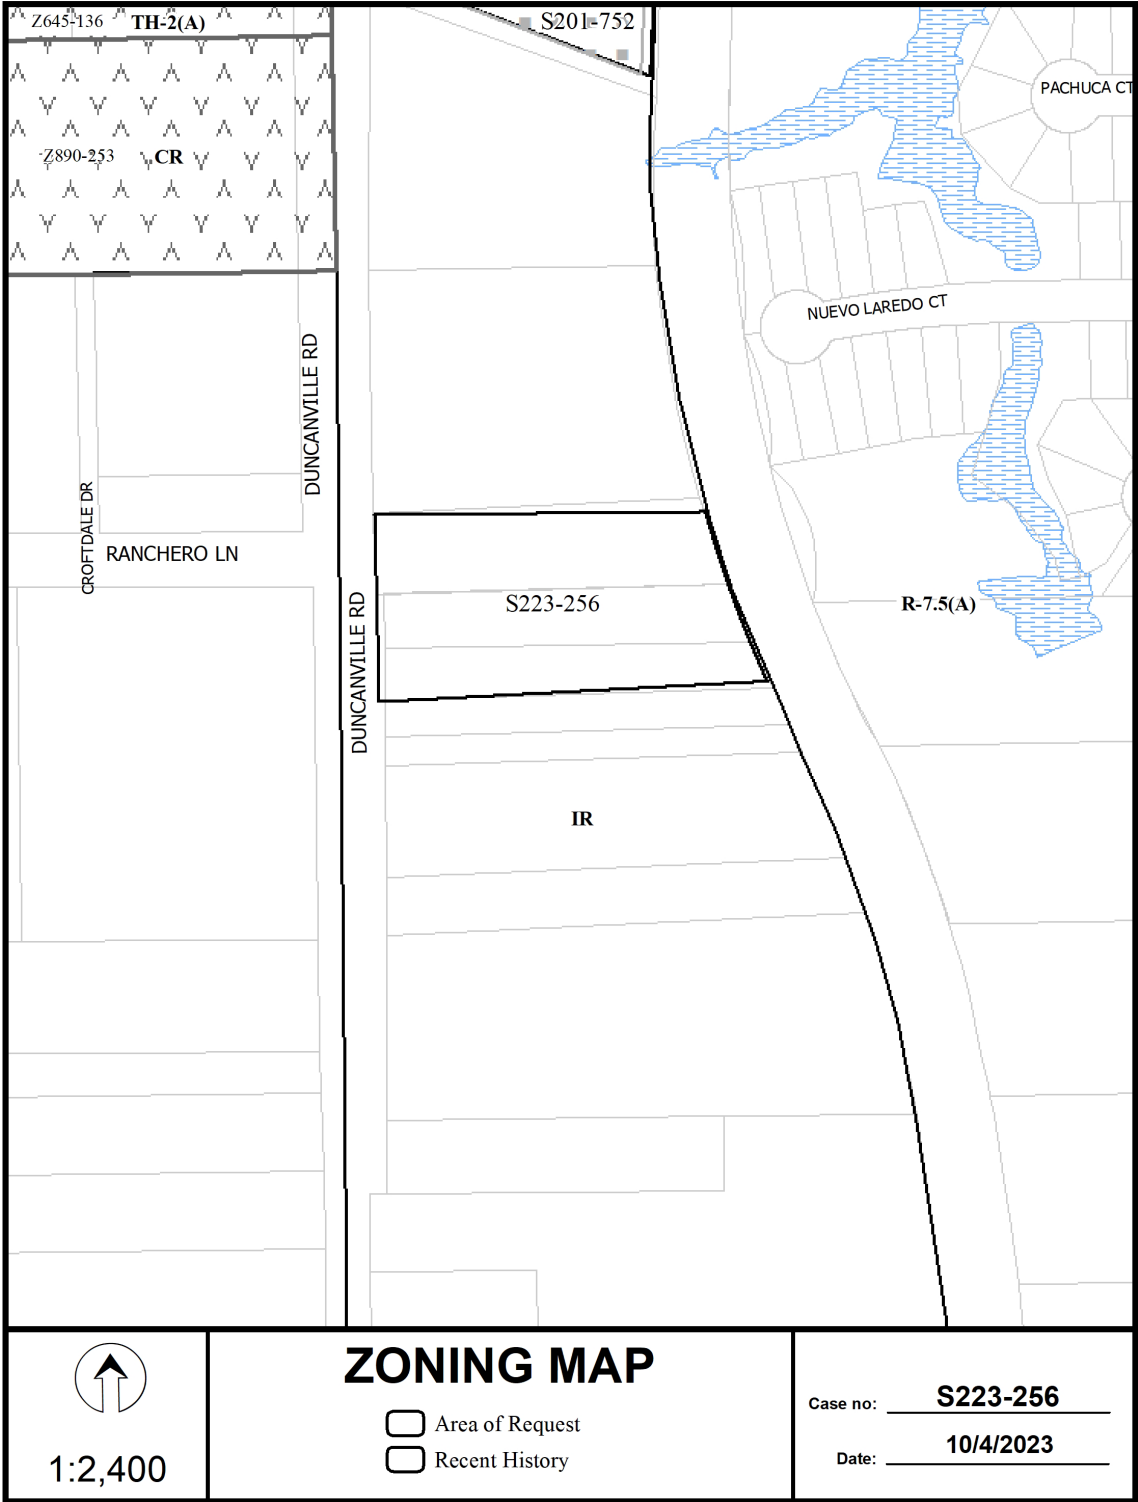 Z645-136 TH-2(A)
S201-752
PACHUCA CT
Z890-253 CR
NUEVO LAREDO CT
DUNCANVILLE RD
CROFTDALE DR
RANCHERO LN
S223-256
R-7.5(A)
DUNCANVILLE RD
IR
1:2,400
ZONING MAP
Area of Request
Recent History
Case no: S223-256
Date: 10/4/2023